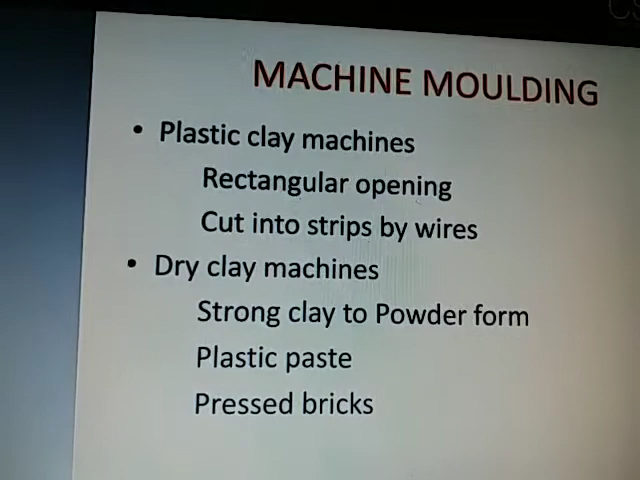 MACHINE MOULDING
• Plastic clay machines
Rectangular opening
Cut into strips by wires
• Dry clay machines
Strong clay to Powder form
Plastic paste
Pressed bricks